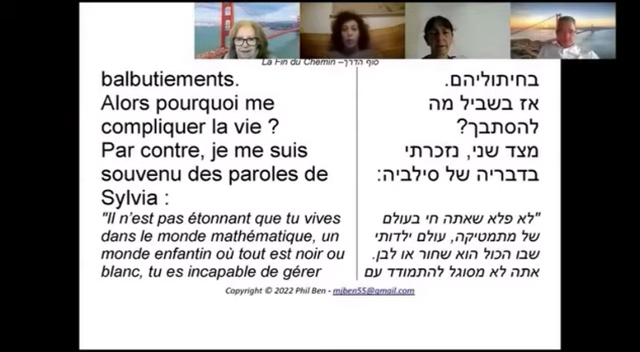 La Fin du Chemin –סוף הדרך
balbutiements.
Alors pourquoi me
compliquer la vie ?
Par contre, je me suis
souvenu des paroles de
Sylvia :
"Il n’est pas étonnant que tu vives
dans le monde mathématique, un
monde enfantin où tout est noir ou
blanc, tu es incapable de gérer
בחיתוליהם.
אז בשביל מה
להסתבך?
מצד שני, נזכרתי
בדבריה של סילביה:
"לא פלא שאתה חי בעולם
של מתמטיקה, עולם ילדותי
שבו הכול הוא שחור או לבן.
אתה לא מסוגל להתמודד עם
Copyright © 2022 Phil Ben - mjben55@gmail.com